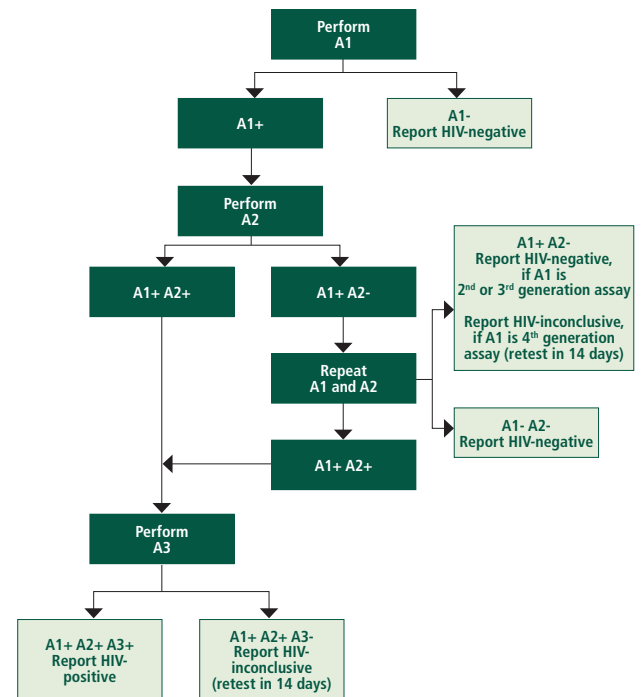 Perform
A1
A1+
A1-
Report HIV-negative
Perform
A2
A1+ A2+
A1+ A2-
A1+ A2-
Report HIV-negative,
if A1 is
2nd or 3rd generation assay
Report HIV-inconclusive,
if A1 is 4th generation
assay (retest in 14 days)
Repeat
A1 and A2
A1- A2-
Report HIV-negative
A1+ A2+
Perform
A3
A1+ A2+ A3+
Report HIV-
positive
A1+ A2+ A3-
Report HIV-
inconclusive
(retest in 14 days)